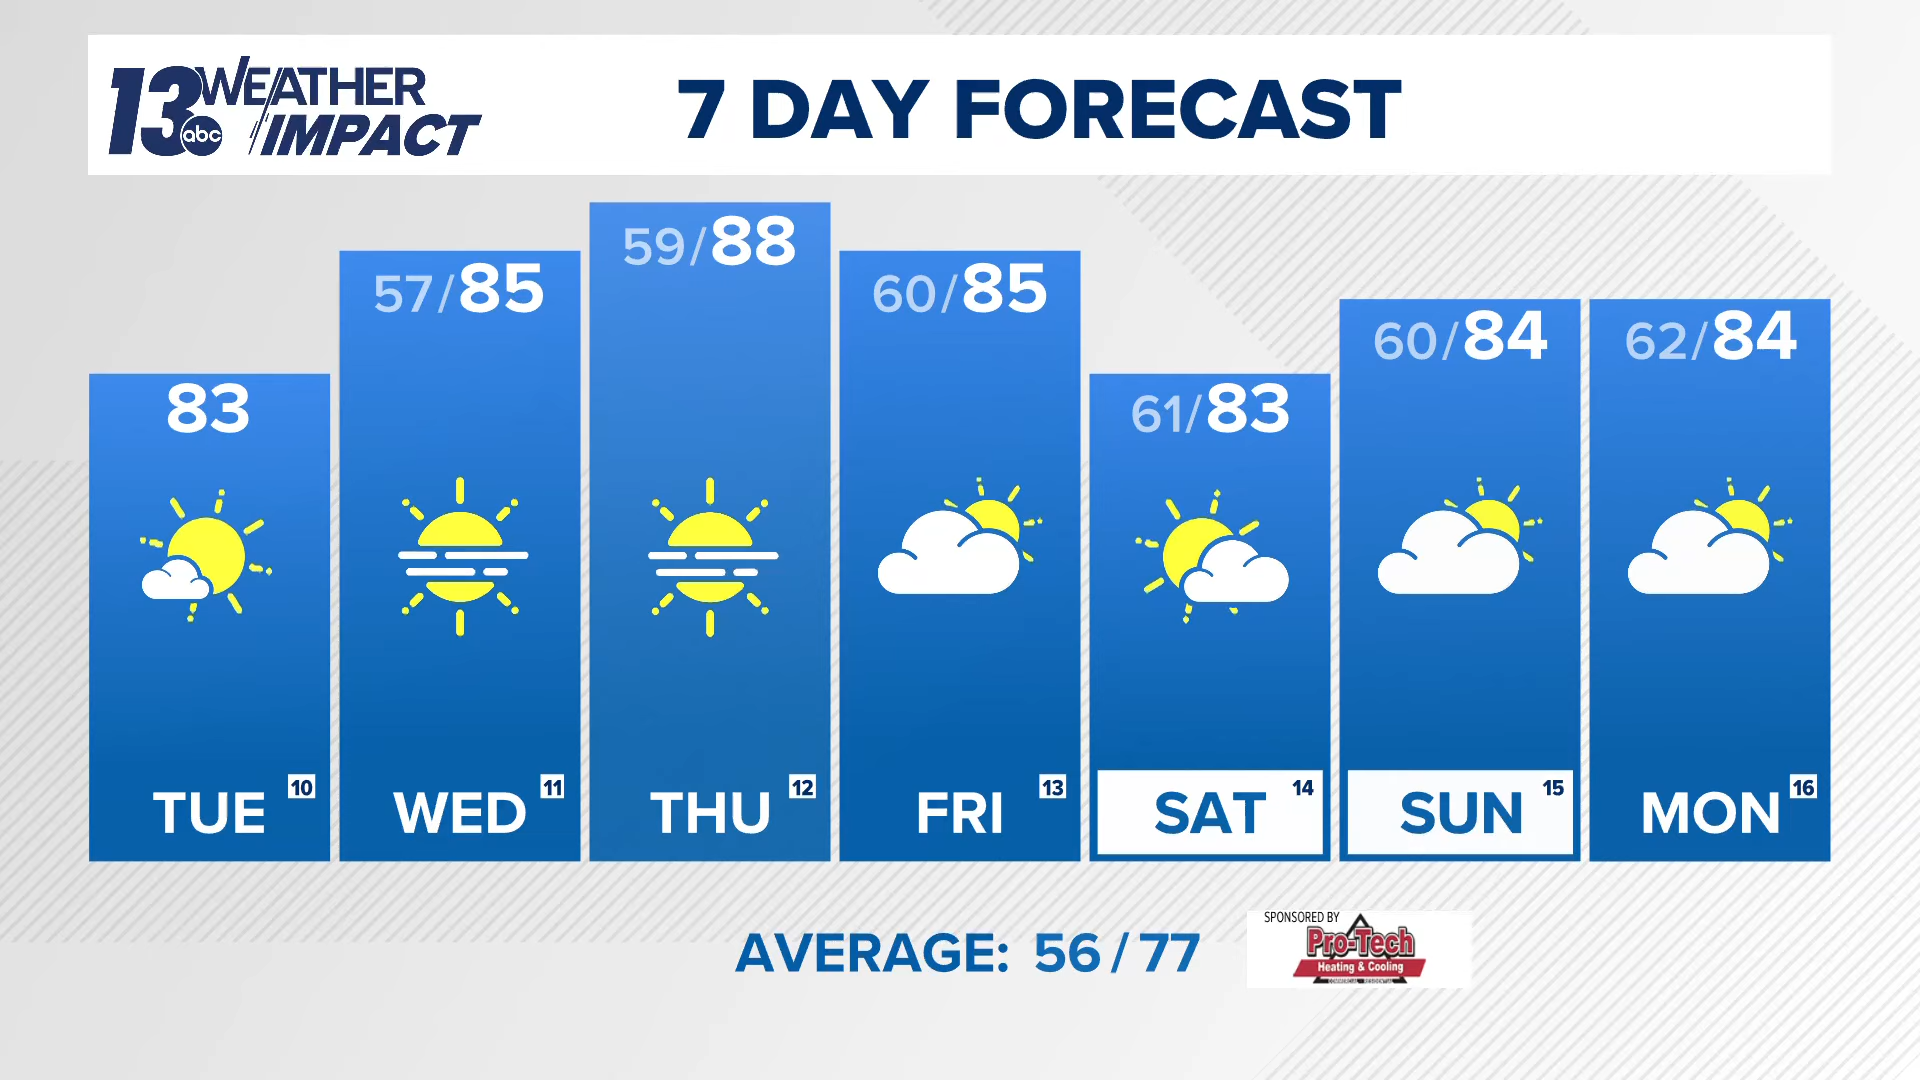 13 WEATHER IMPACT
abc
7 DAY FORECAST
83
57/85
59/88
60/85
61/83
60/84
62/84
TUE 10
WED 11
THU 12
FRI 13
SAT 14
SUN 15
MON 16
AVERAGE: 56/77
SPONSORED BY
Pro-Tech
Heating & Cooling
COMMERCIAL RESIDENTIAL